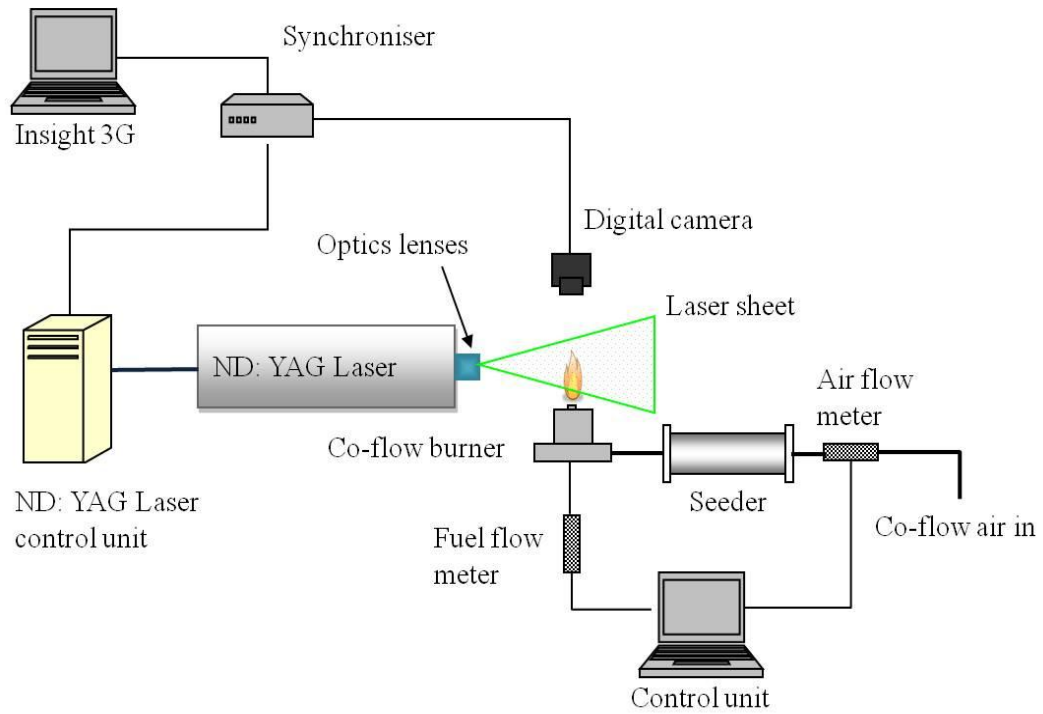 Synchroniser
Insight 3G
Digital camera
Optics lenses
Laser sheet
ND: YAG Laser
Air flow
meter
Co-flow burner
Seeder
ND: YAG Laser
control unit
Co-flow air in
Fuel flow
meter
Control unit